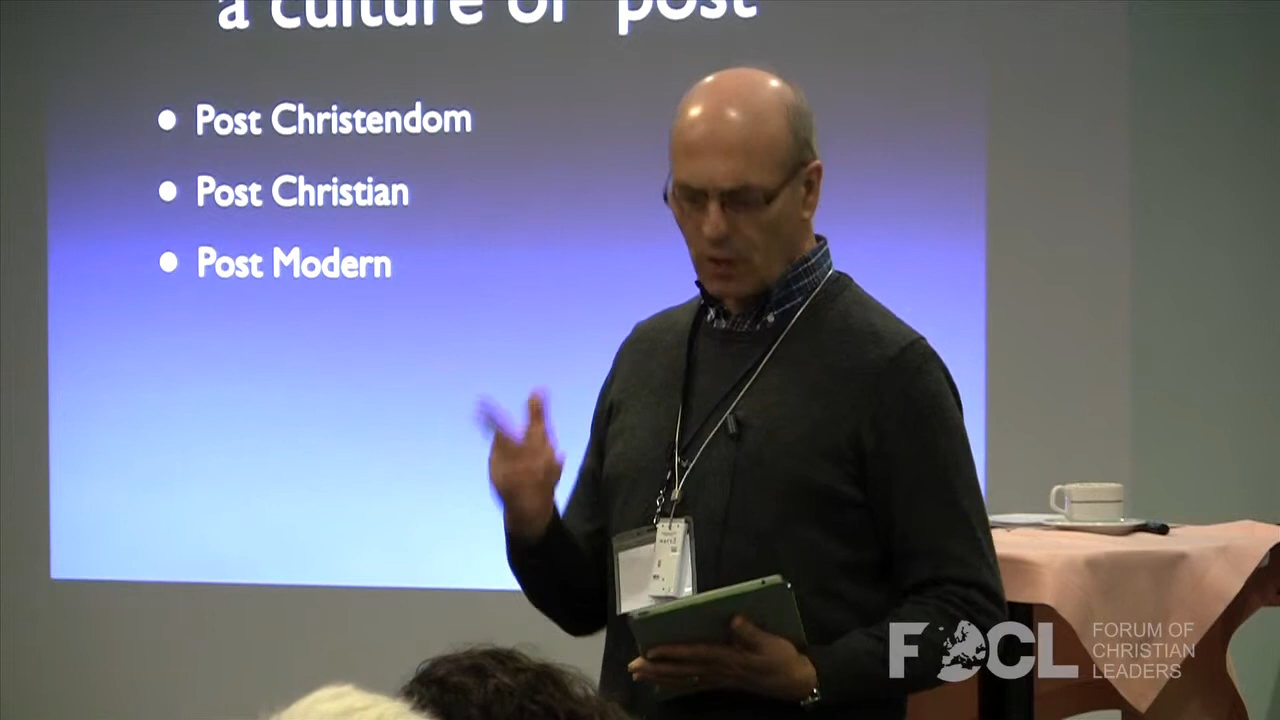 a culture of 'post'
• Post Christendom
• Post Christian
• Post Modern
FOCL FORUM OF
CHRISTIAN
LEADERS